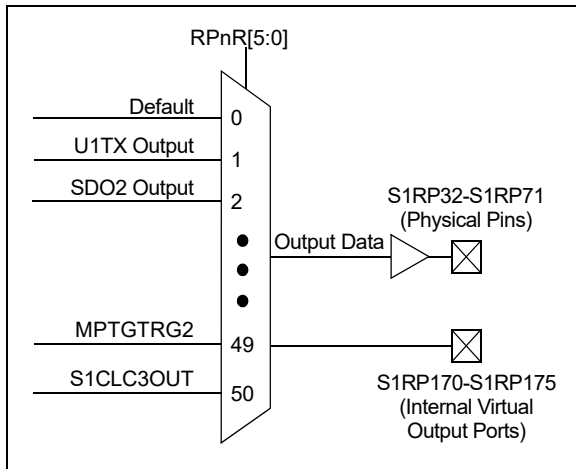 RPnR[5:0]
Default
0
U1TX Output
1
SDO2 Output
2
S1RP32-S1RP71
(Physical Pins)
Output Data
MPTGTRG2
49
S1CLC3OUT
50
S1RP170-S1RP175
(Internal Virtual
Output Ports)